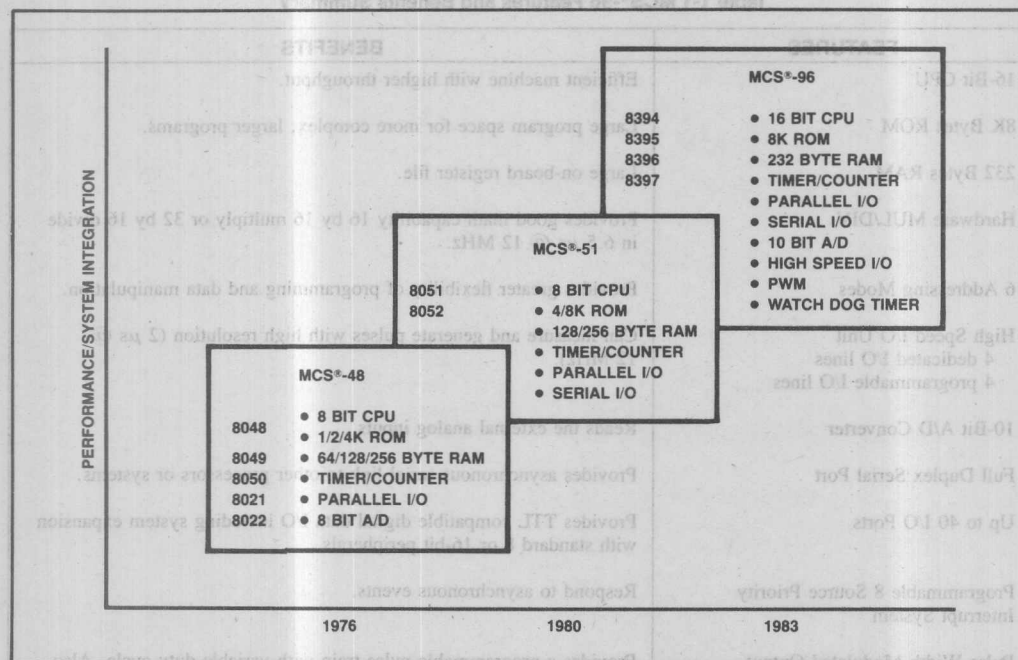 PERFORMANCE/SYSTEM INTEGRATION
MCS®-96
8394
8395
8396
8397
• 16 BIT CPU
• 8K ROM
• 232 BYTE RAM
• TIMER/COUNTER
• PARALLEL I/O
• SERIAL I/O
• 10 BIT A/D
• HIGH SPEED I/O
• PWM
• WATCH DOG TIMER
MCS®-51
8051
8052
• 8 BIT CPU
• 4/8K ROM
• 128/256 BYTE RAM
• TIMER/COUNTER
• PARALLEL I/O
• SERIAL I/O
MCS®-48
8048
8049
8050
8021
8022
• 8 BIT CPU
• 1/2/4K ROM
• 64/128/256 BYTE RAM
• TIMER/COUNTER
• PARALLEL I/O
• 8 BIT A/D
1976 1980 1983